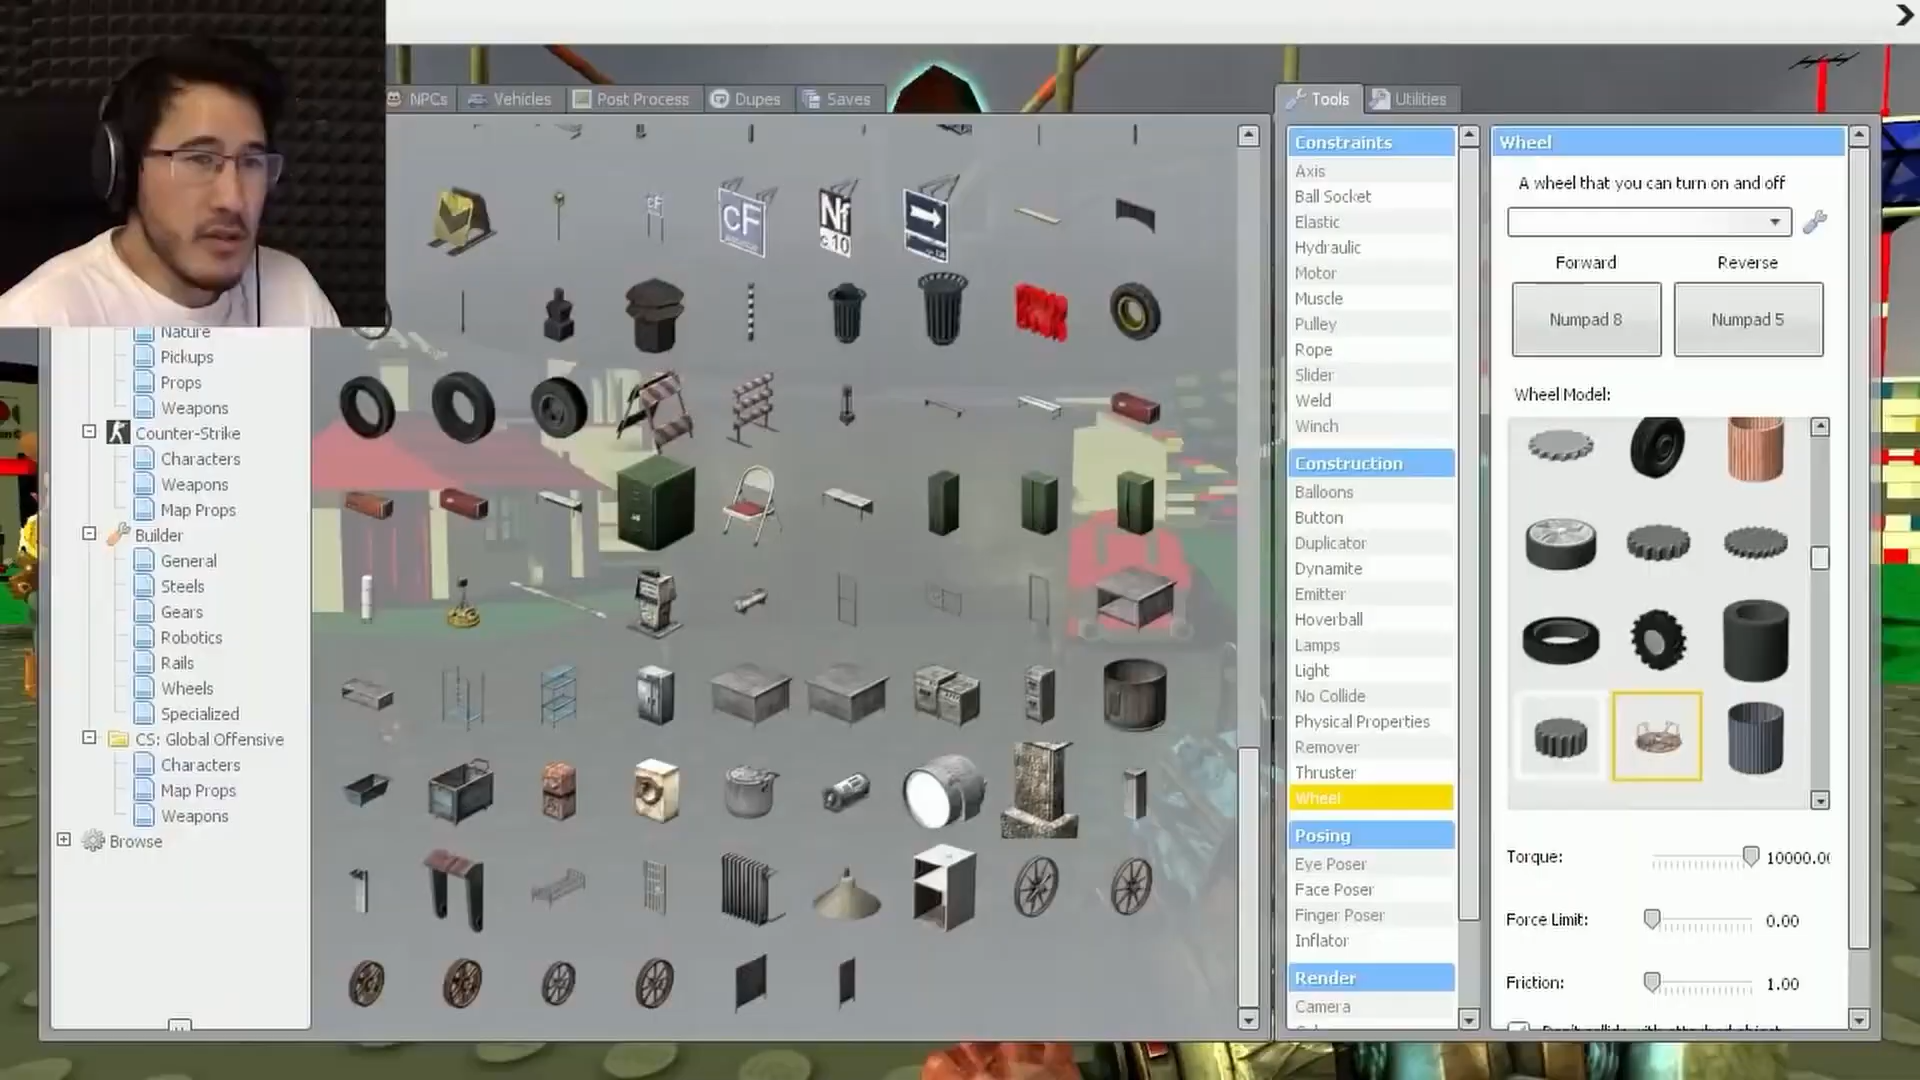 NPCs
Vehicles
Post Process
Dupes
Saves
Tools
Utilities
Nature
Pickups
Props
Weapons
Counter-Strike
Characters
Weapons
Map Props
Builder
General
Steels
Gears
Robotics
Rails
Wheels
Specialized
CS: Global Offensive
Characters
Map Props
Weapons
Browse
cF
Nf
c10
cF
Constraints
Axis
Ball Socket
Elastic
Hydraulic
Motor
Muscle
Pulley
Rope
Slider
Weld
Winch
Construction
Balloons
Button
Duplicator
Dynamite
Emitter
Hoverball
Lamps
Light
No Collide
Physical Properties
Remover
Thruster
Wheel
Posing
Eye Poser
Face Poser
Finger Poser
Inflator
Render
Camera
Wheel
A wheel that you can turn on and off
Forward Reverse
Numpad 8 Numpad 5
Wheel Model:
Torque: 10000.0
Force Limit: 0.00
Friction: 1.00